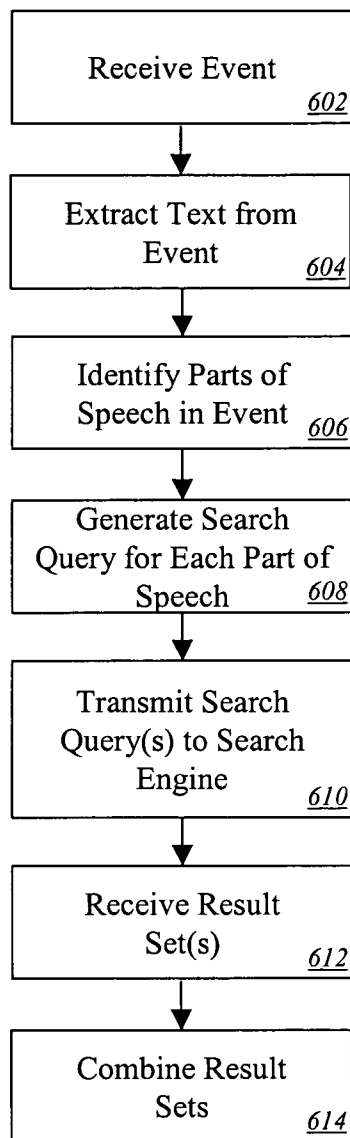 Receive Event
602
Extract Text from
Event
604
Identify Parts of
Speech in Event
606
Generate Search
Query for Each Part of
Speech
608
Transmit Search
Query(s) to Search
Engine
610
Receive Result
Set(s)
612
Combine Result
Sets
614